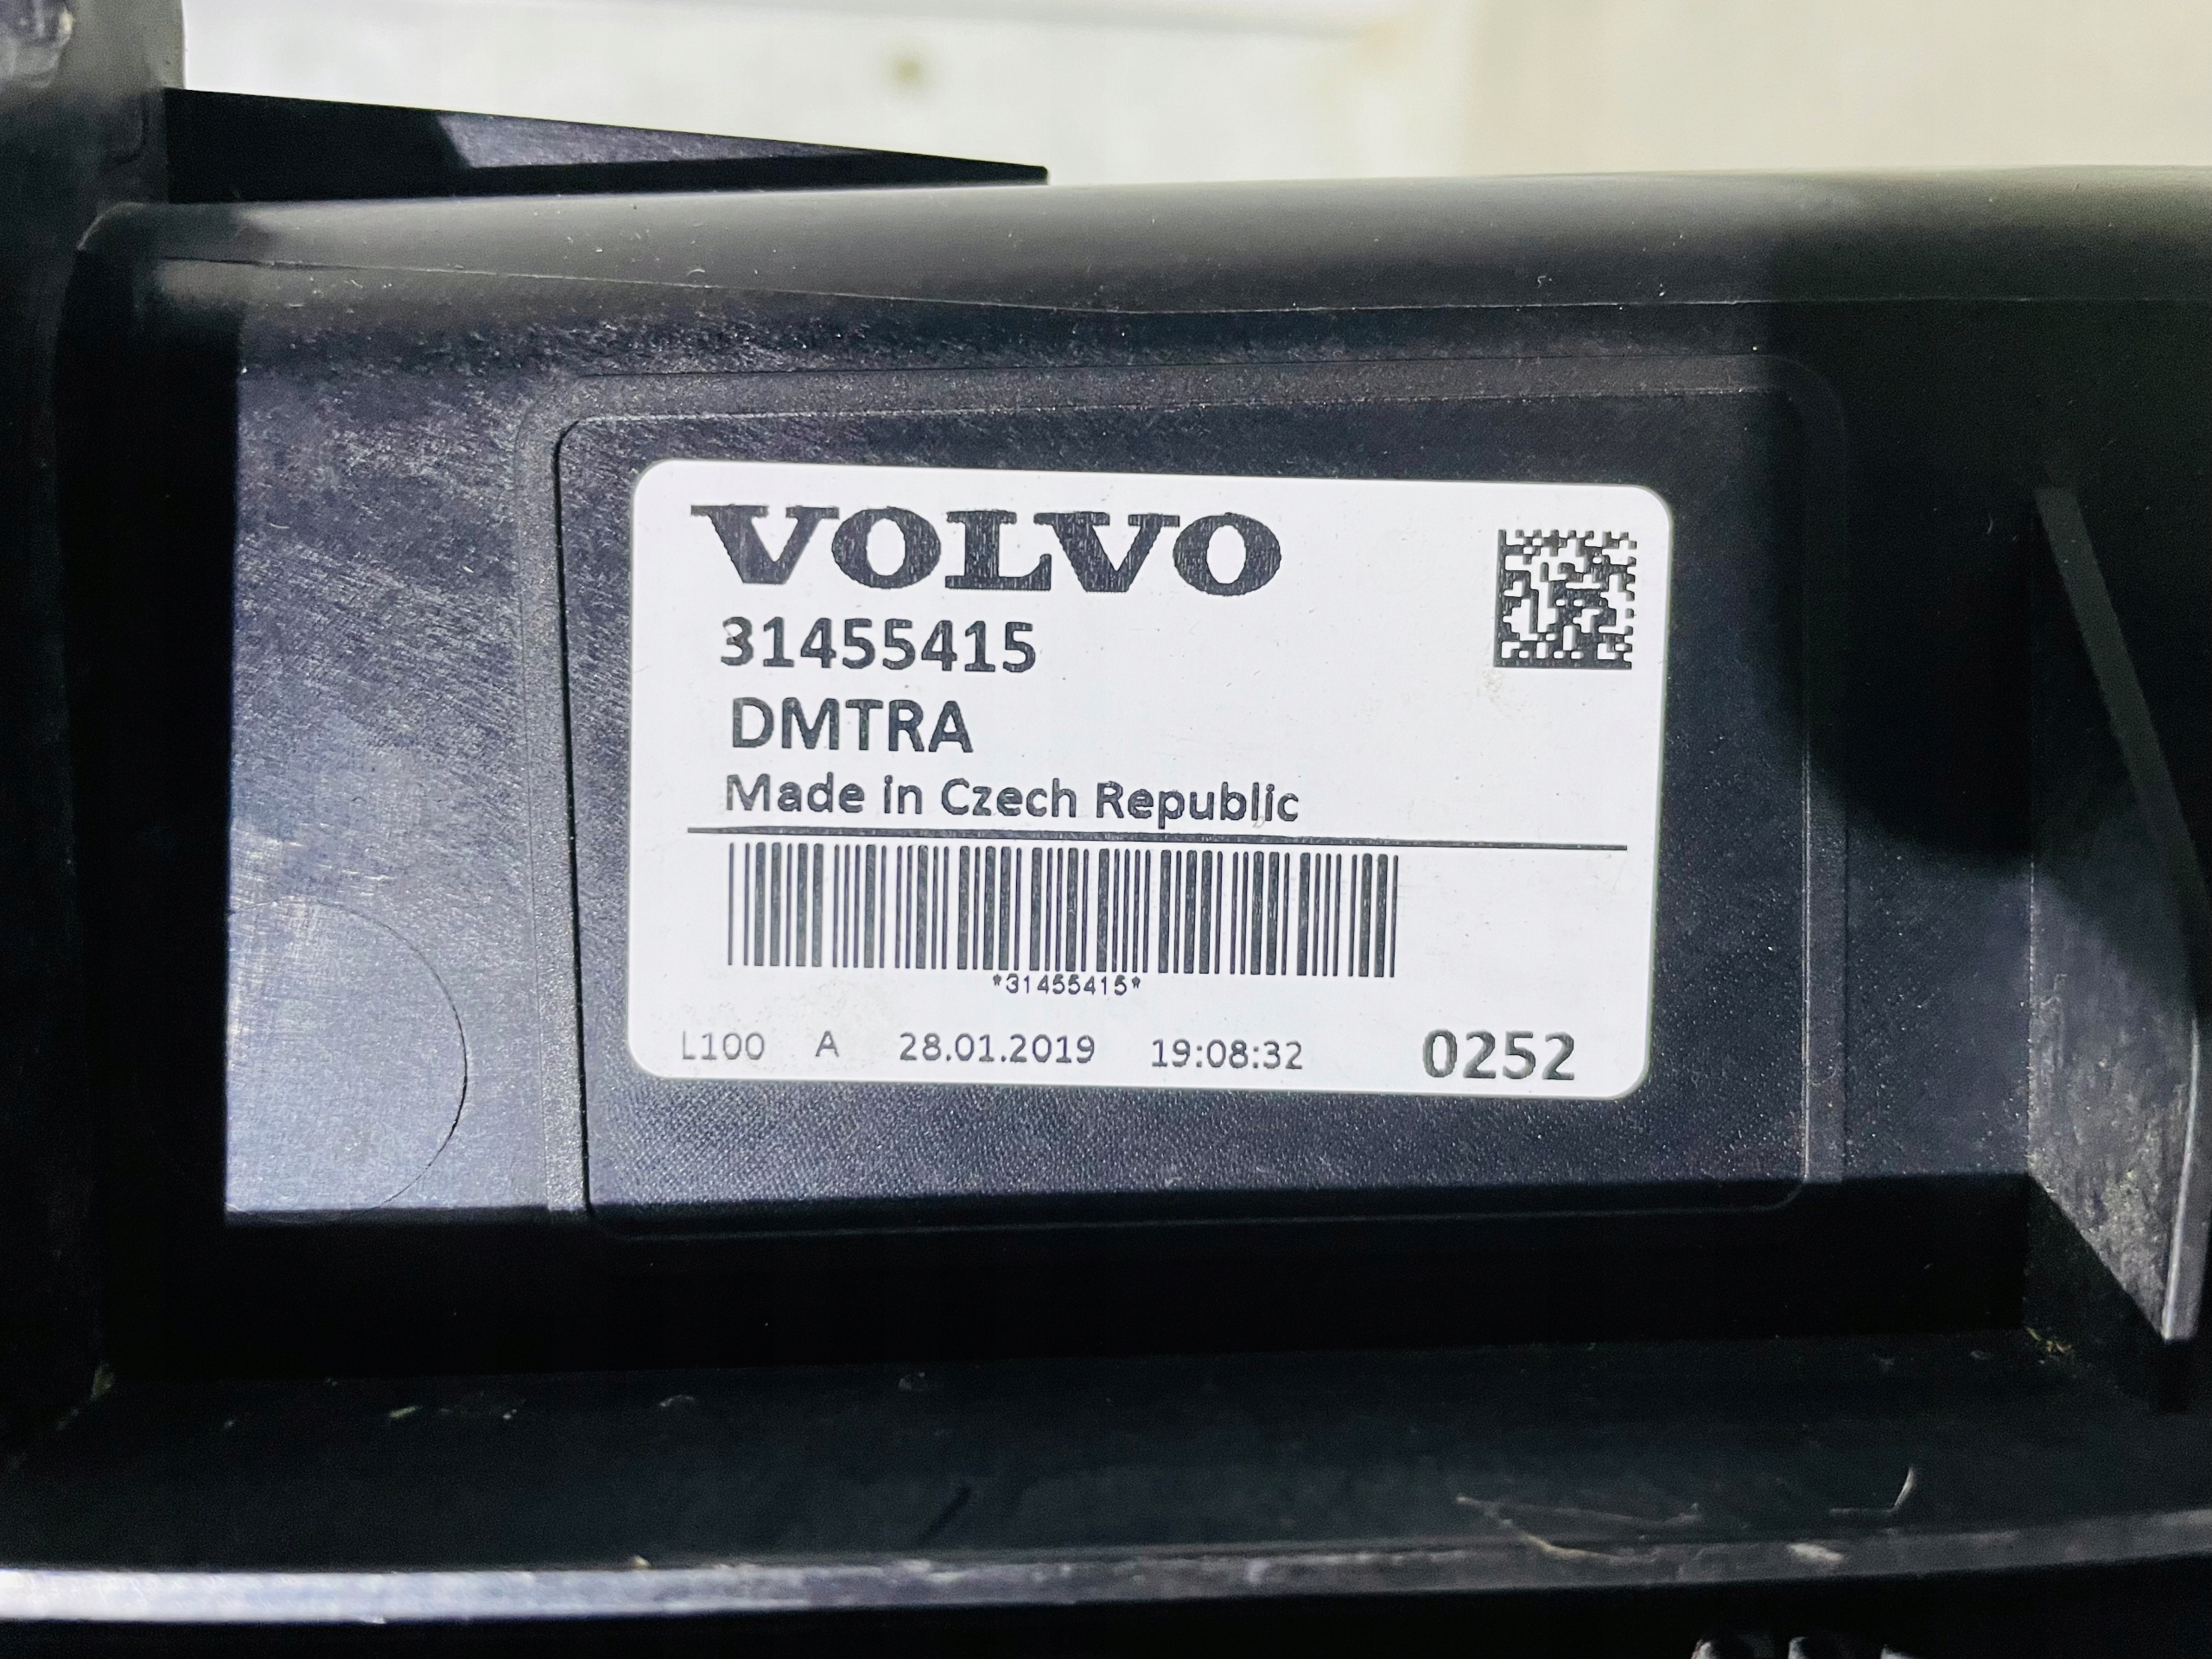 VOLVO
31455415
DMTRA
Made in Czech Republic
*31455415*
L100 A 28.01.2019 19:08:32 0252